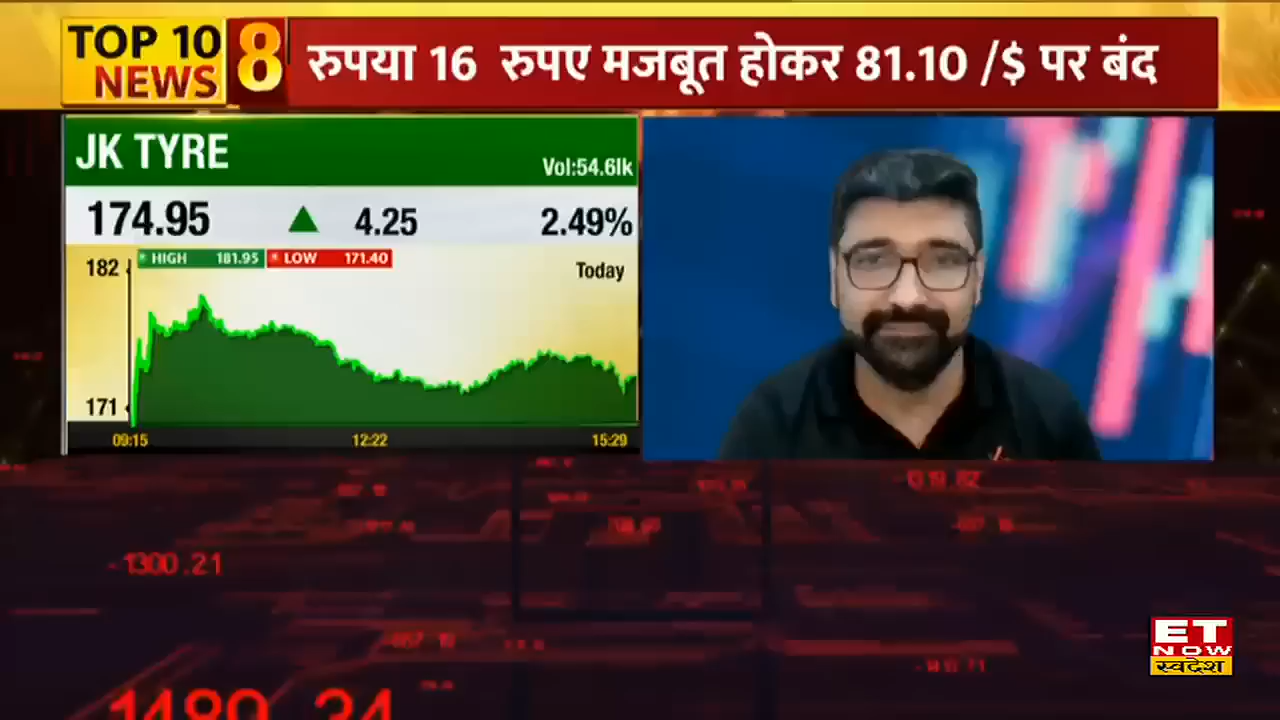 TOP 10
NEWS
8
रुपया 16 रुपए मजबूत होकर 81.10 /$ पर बंद
JK TYRE
Vol:54.6lk
174.95 ▲ 4.25 2.49%
HIGH 181.95 LOW 171.40
182
Today
171
09:15 12:22 15:29
-1300.21
1489.34
ET
NOW
स्वदेश